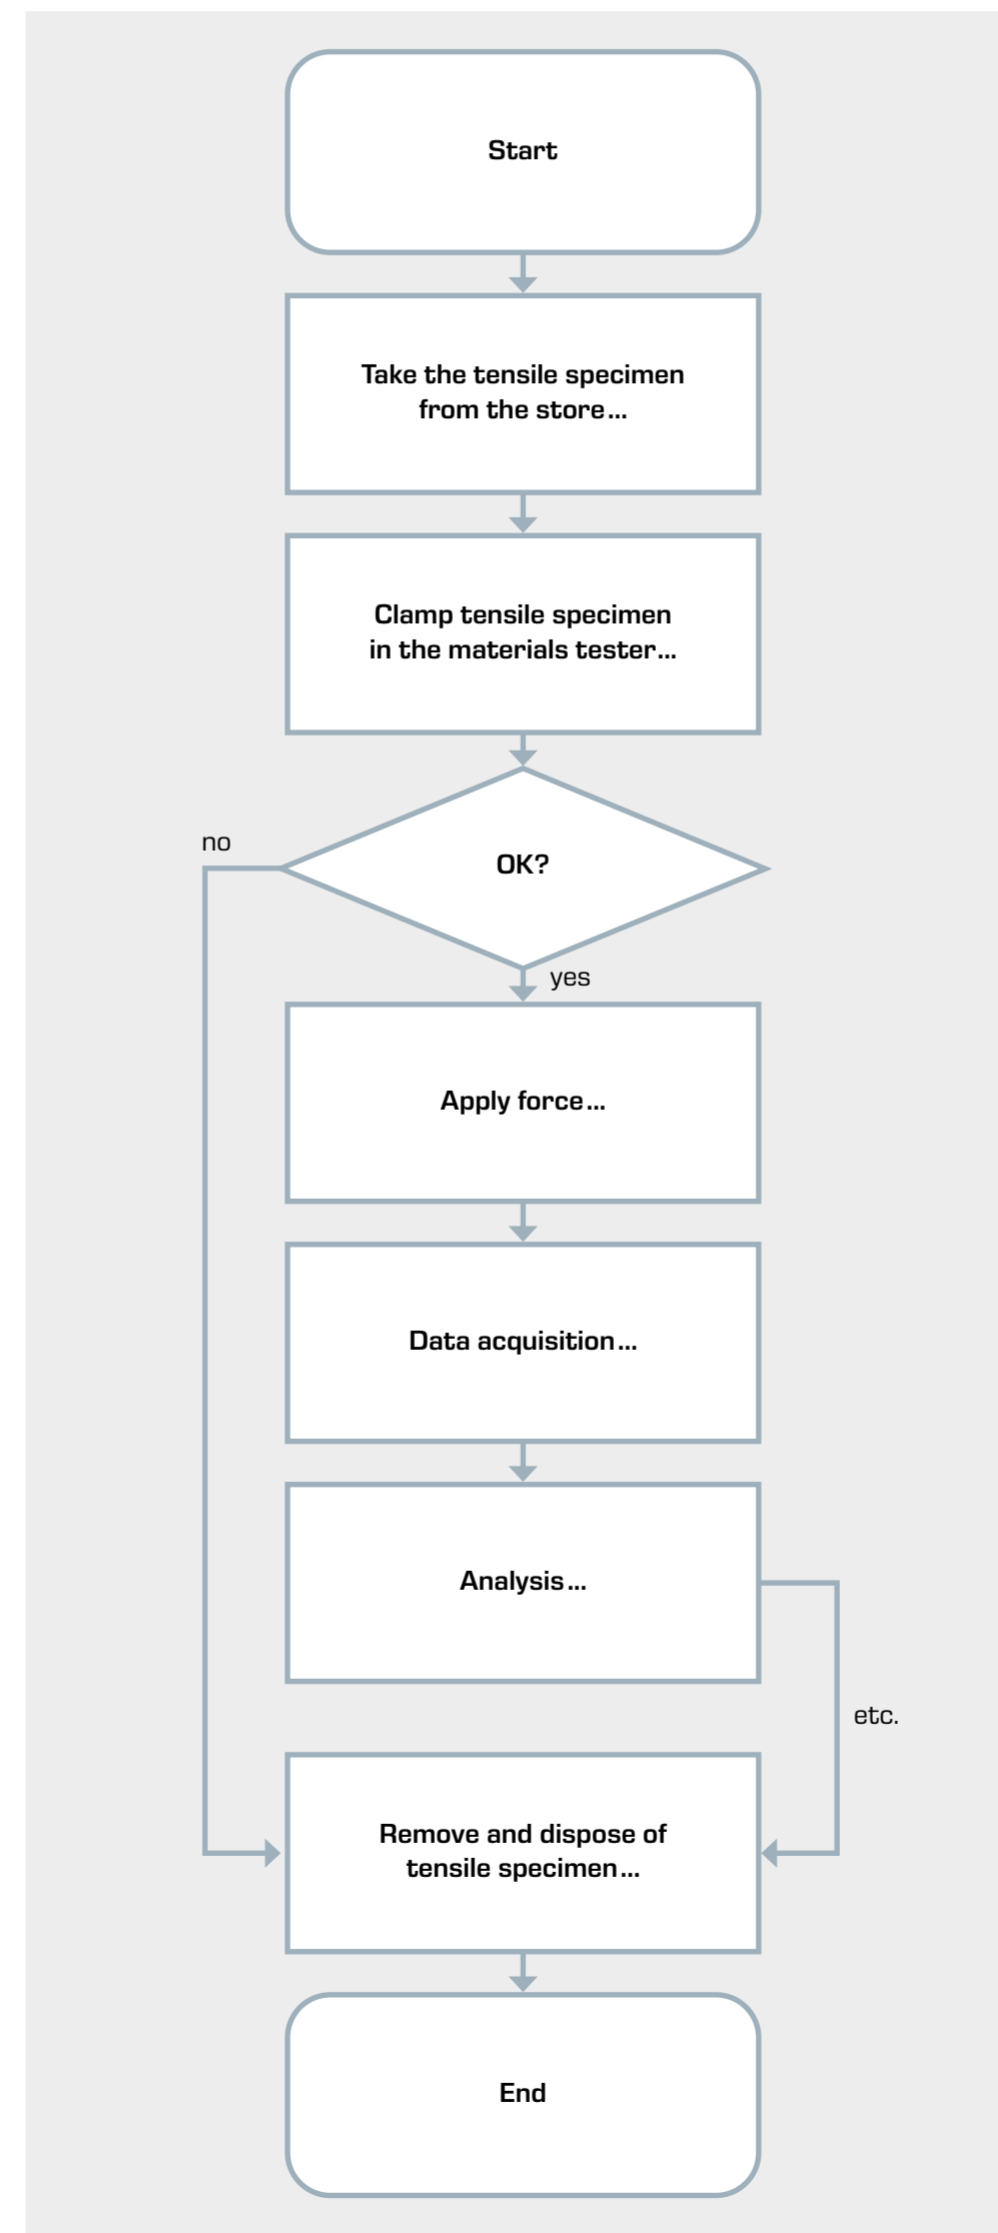 Start
Take the tensile specimen
from the store...
Clamp tensile specimen
in the materials tester...
no
OK?
yes
Apply force...
Data acquisition...
Analysis...
etc.
Remove and dispose of
tensile specimen...
End